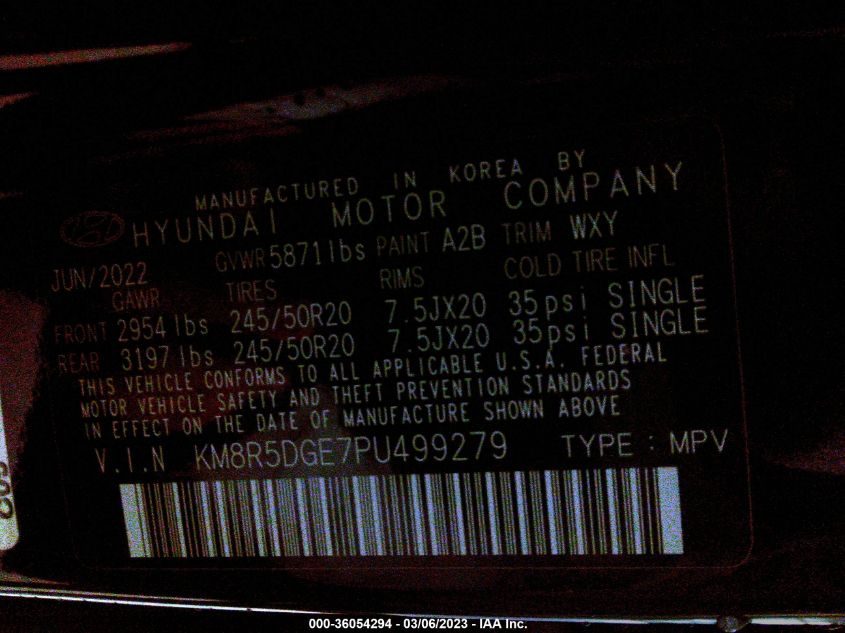 MANUFACTURED IN KOREA BY
HYUNDAI MOTOR COMPANY
JUN/2022 GVWR 5871 lbs PAINT A2B TRIM WXY
GAWR TIRES RIMS COLD TIRE INFL
FRONT 2954 lbs 245/50R20 7.5JX20 35psi SINGLE
REAR 3197 lbs 245/50R20 7.5JX20 35psi SINGLE
THIS VEHICLE CONFORMS TO ALL APPLICABLE U.S.A. FEDERAL
MOTOR VEHICLE SAFETY AND THEFT PREVENTION STANDARDS
IN EFFECT ON THE DATE OF MANUFACTURE SHOWN ABOVE
V.I.N KM8R5DGE7PU499279 TYPE : MPV
000-36054294 - 03/06/2023 - IAA Inc.